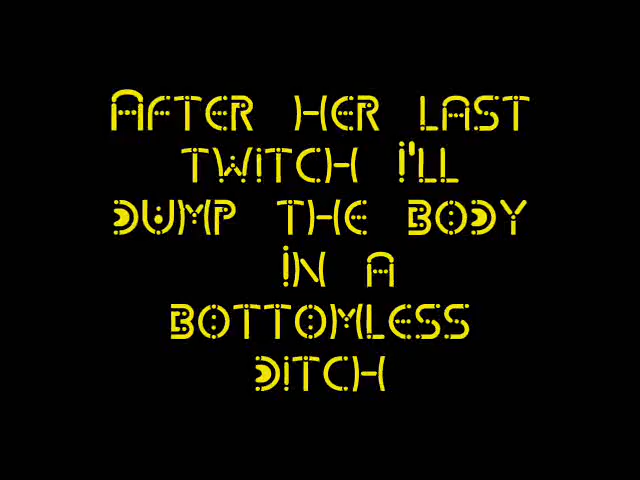 After her last
twitch I'll
dump the body
in a
bottomless
ditch